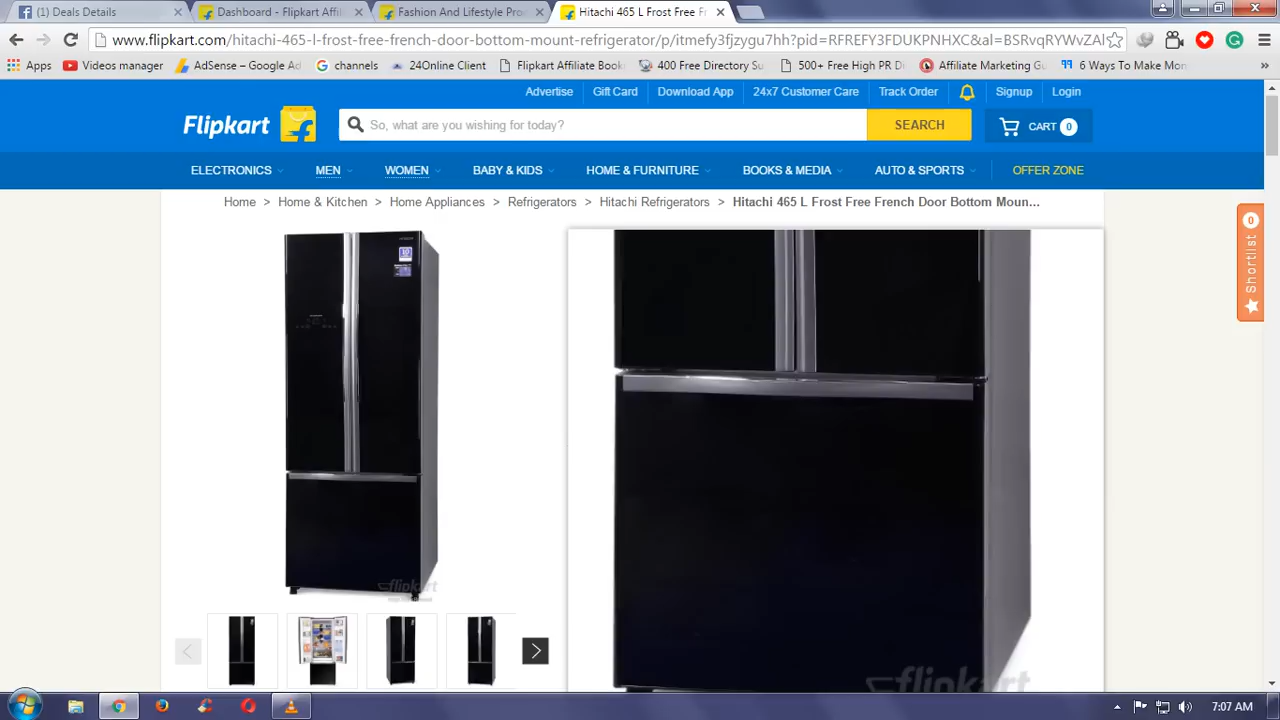 (1) Deals Details
Dashboard - Flipkart Affi
Fashion And Lifestyle Pro
Hitachi 465 L Frost Free F
www.flipkart.com/hitachi-465-l-frost-free-french-door-bottom-mount-refrigerator/p/itmefy3fjzygu7hh?pid=RFREFY3FDUKPNHXC&al=BSRvqRYWvZAl
Apps Videos manager AdSense – Google Ad channels 24Online Client Flipkart Affiliate Book 400 Free Directory Su 500+ Free High PR Di Affiliate Marketing Gu 6 Ways To Make Mon »
Advertise Gift Card Download App 24x7 Customer Care Track Order Signup Login
Flipkart So, what are you wishing for today? SEARCH CART 0
ELECTRONICS MEN WOMEN BABY & KIDS HOME & FURNITURE BOOKS & MEDIA AUTO & SPORTS OFFER ZONE
Home > Home & Kitchen > Home Appliances > Refrigerators > Hitachi Refrigerators > Hitachi 465 L Frost Free French Door Bottom Moun...
0
Shortlist
flipkart
flipkart
7:07 AM